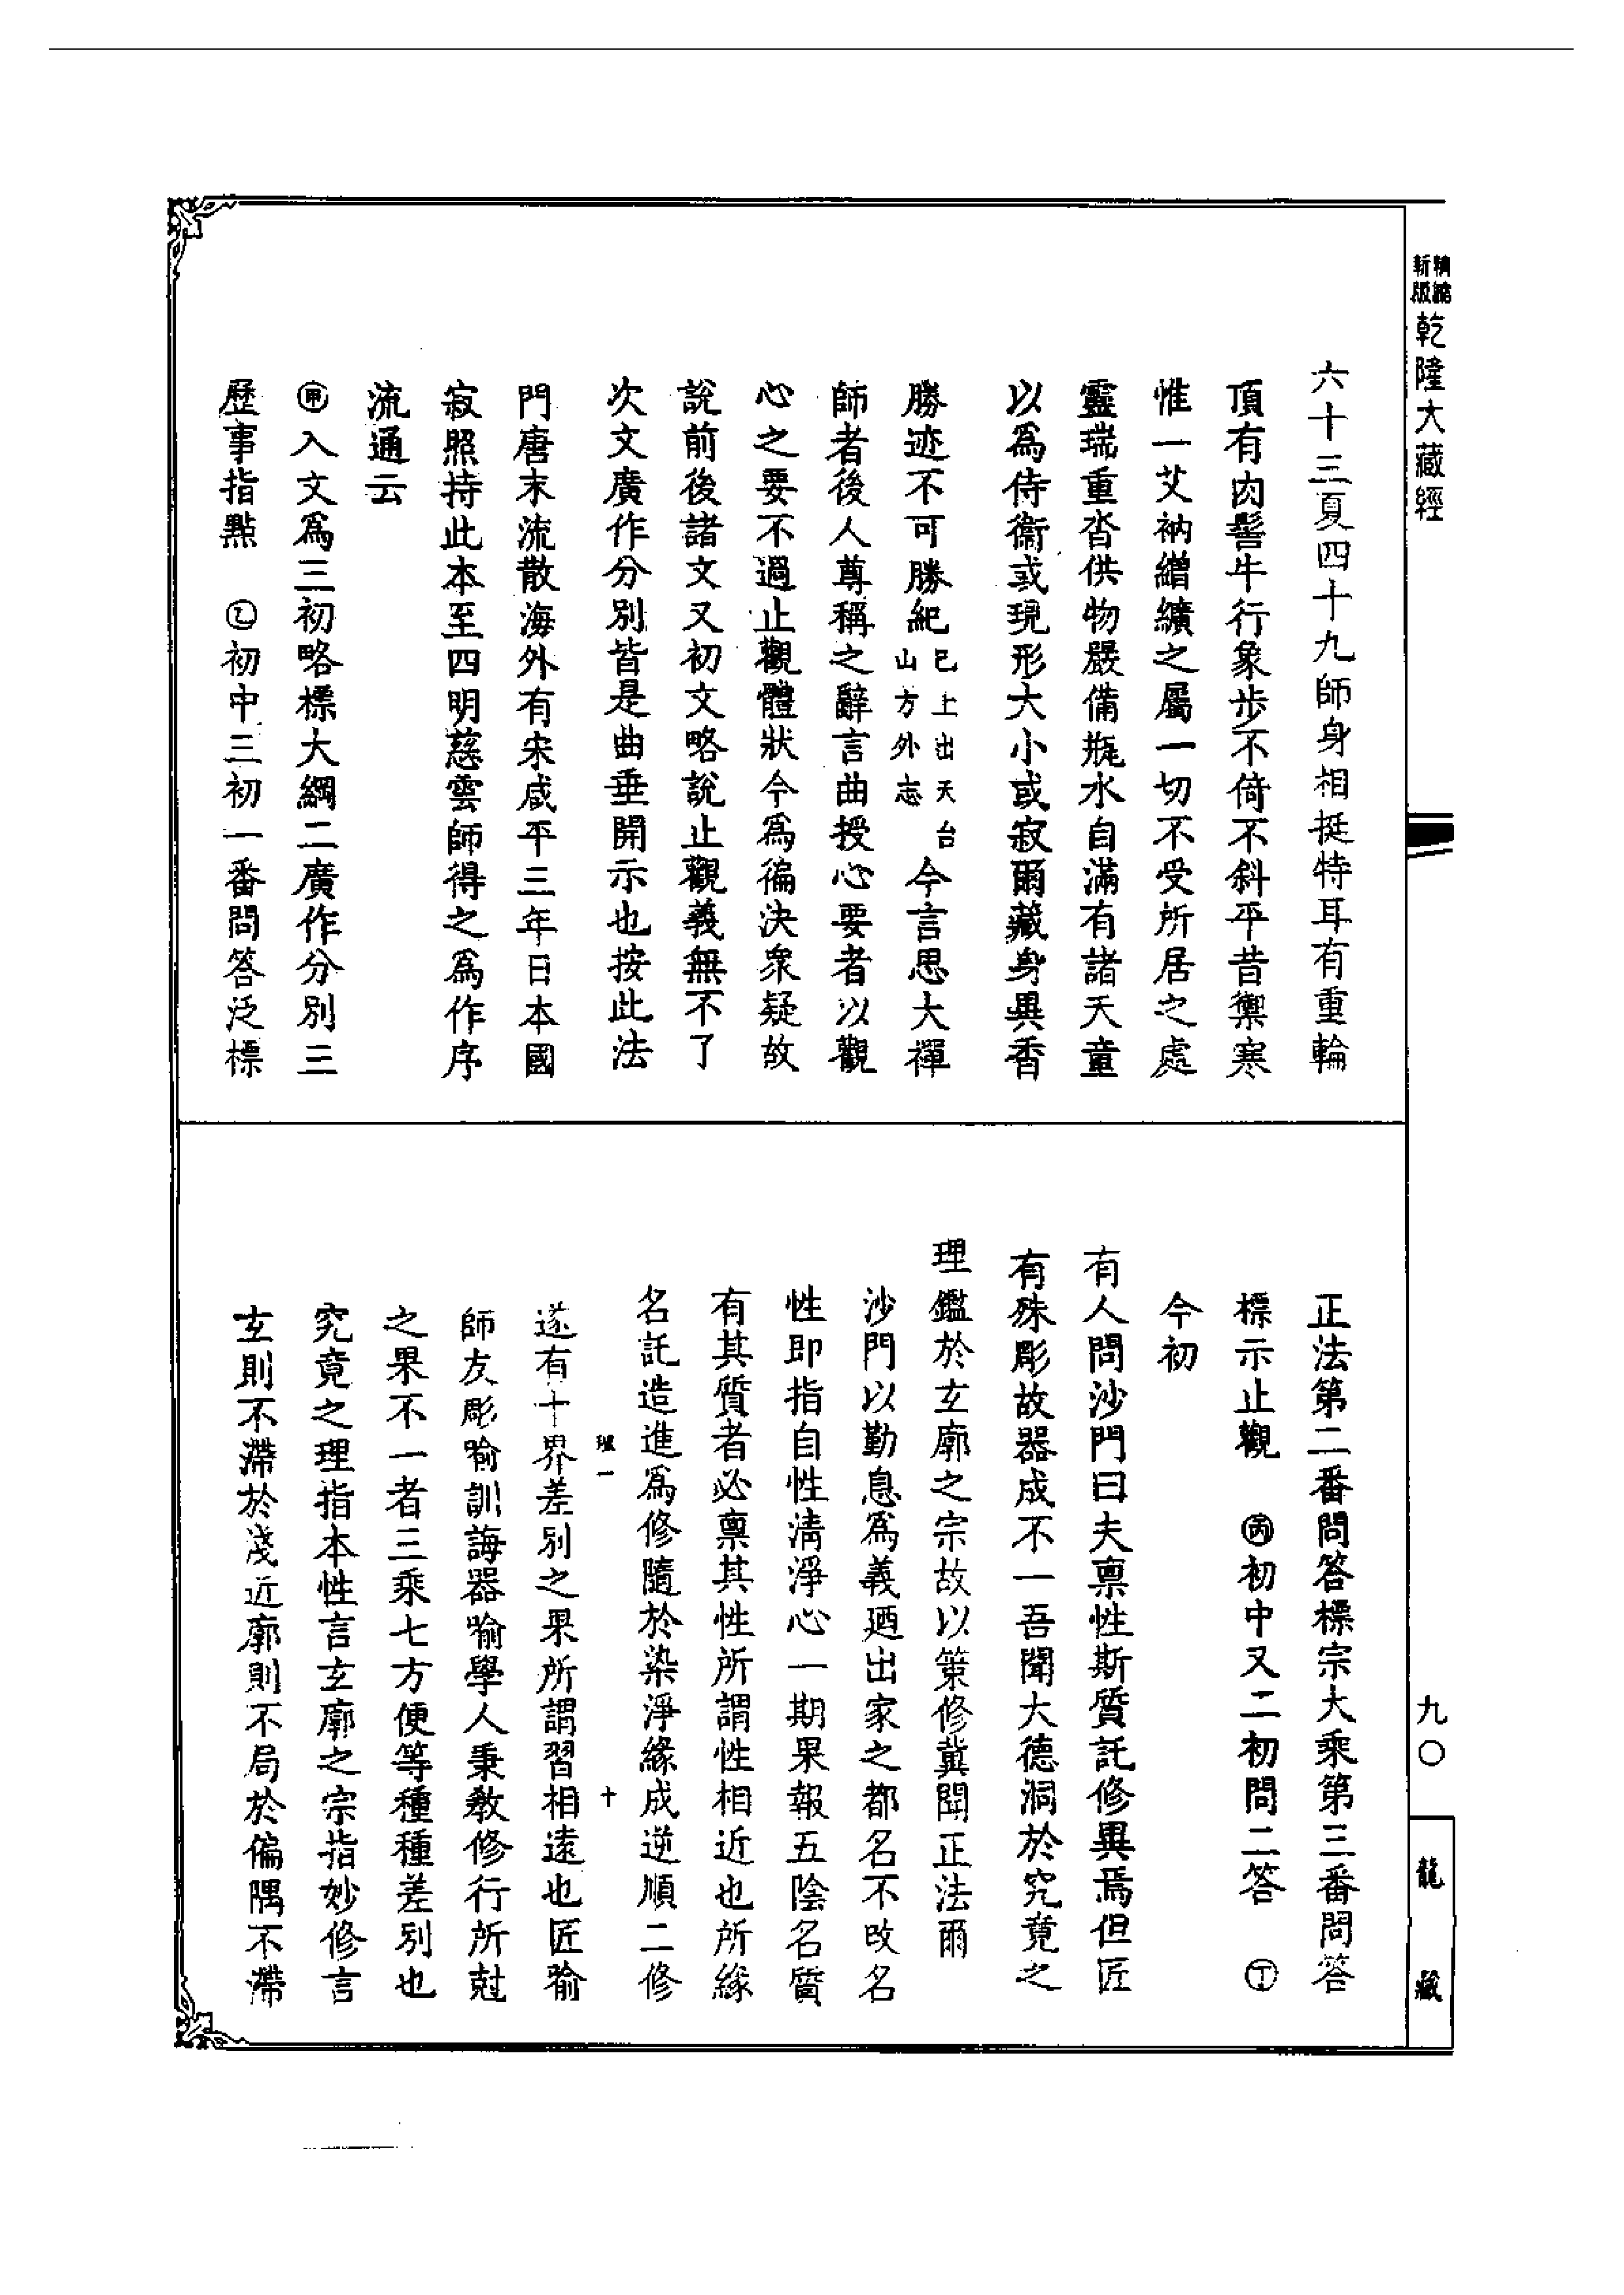 精縮
新版
乾隆大藏經
六十三夏四十九師身相挺特耳有重輪
頂有肉髻牛行象步不倚不斜平昔禦寒
惟一艾衲繒纊之屬一切不受所居之處
靈瑞重沓供物嚴備瓶水自滿有諸天童
以爲侍衞或現形大小或寂爾藏身異香
勝迹不可勝紀已上出天台山方外志今言思大禪
師者後人尊稱之辭言曲授心要者以觀
心之要不過止觀體狀今爲徧決衆疑故
說前後諸文又初文略說止觀義無不了
次文廣作分別皆是曲垂開示也按此法
門唐末流散海外有宋咸平三年日本國
寂照持此本至四明慈雲師得之爲作序
流通云
㊞入文爲三初略標大綱二廣作分別三
歷事指點　㊁初中三初一番問答泛標
正法第二番問答標宗大乘第三番問答
標示止觀　㊅初中又二初問二答　㊆
今初
有人問沙門曰夫禀性斯質託修異焉但匠
有殊彫故器成不一吾聞大德洞於究竟之
理鑑於玄廓之宗故以策修冀聞正法爾
沙門以勤息爲義廼出家之都名不改名
性即指自性清淨心一期果報五陰名質
有其質者必禀其性所謂性相近也所緣
名託造進爲修隨於染淨緣成逆順二修
理一
十
遂有十界差別之果所謂習相遠也匠喻
師友彫喻訓誨器喻學人秉教修行所尅
之果不一者三乘七方便等種種差別也
究竟之理指本性言玄廓之宗指妙修言
玄則不滯於淺近廓則不局於偏隅不滯
九〇
龍藏